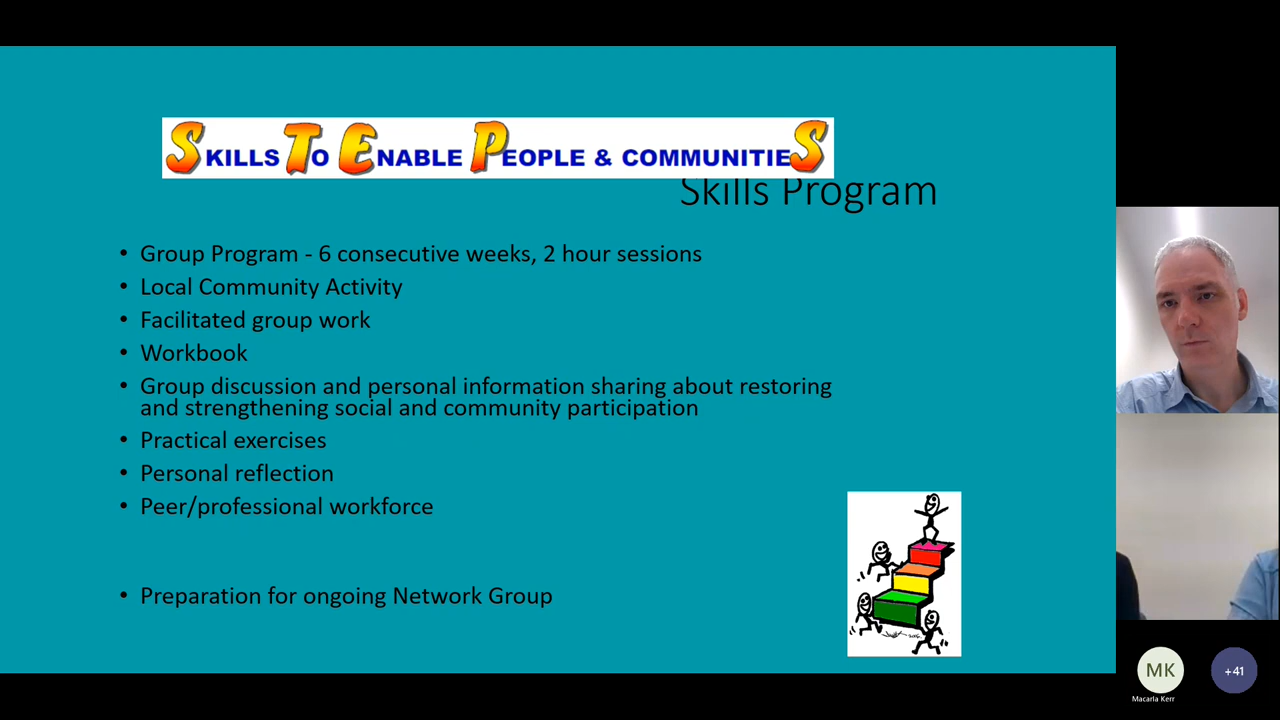 SKILLS TO ENABLE PEOPLE & COMMUNITIES
Skills Program
• Group Program - 6 consecutive weeks, 2 hour sessions
• Local Community Activity
• Facilitated group work
• Workbook
• Group discussion and personal information sharing about restoring
and strengthening social and community participation
• Practical exercises
• Personal reflection
• Peer/professional workforce
• Preparation for ongoing Network Group
MK
+41
Macarla Kerr